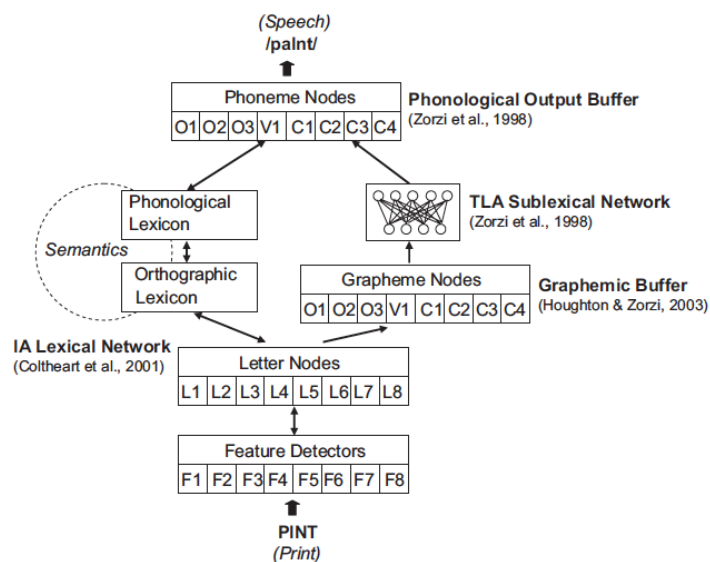 (Speech)
/paInt/
Phoneme Nodes
O1 O2 O3 V1 C1 C2 C3 C4
Phonological Output Buffer
(Zorzi et al., 1998)
Phonological
Lexicon
Semantics
Orthographic
Lexicon
TLA Sublexical Network
(Zorzi et al., 1998)
Grapheme Nodes
O1 O2 O3 V1 C1 C2 C3 C4
Graphemic Buffer
(Houghton & Zorzi, 2003)
IA Lexical Network
(Coltheart et al., 2001)
Letter Nodes
L1 L2 L3 L4 L5 L6 L7 L8
Feature Detectors
F1 F2 F3 F4 F5 F6 F7 F8
PINT
(Print)